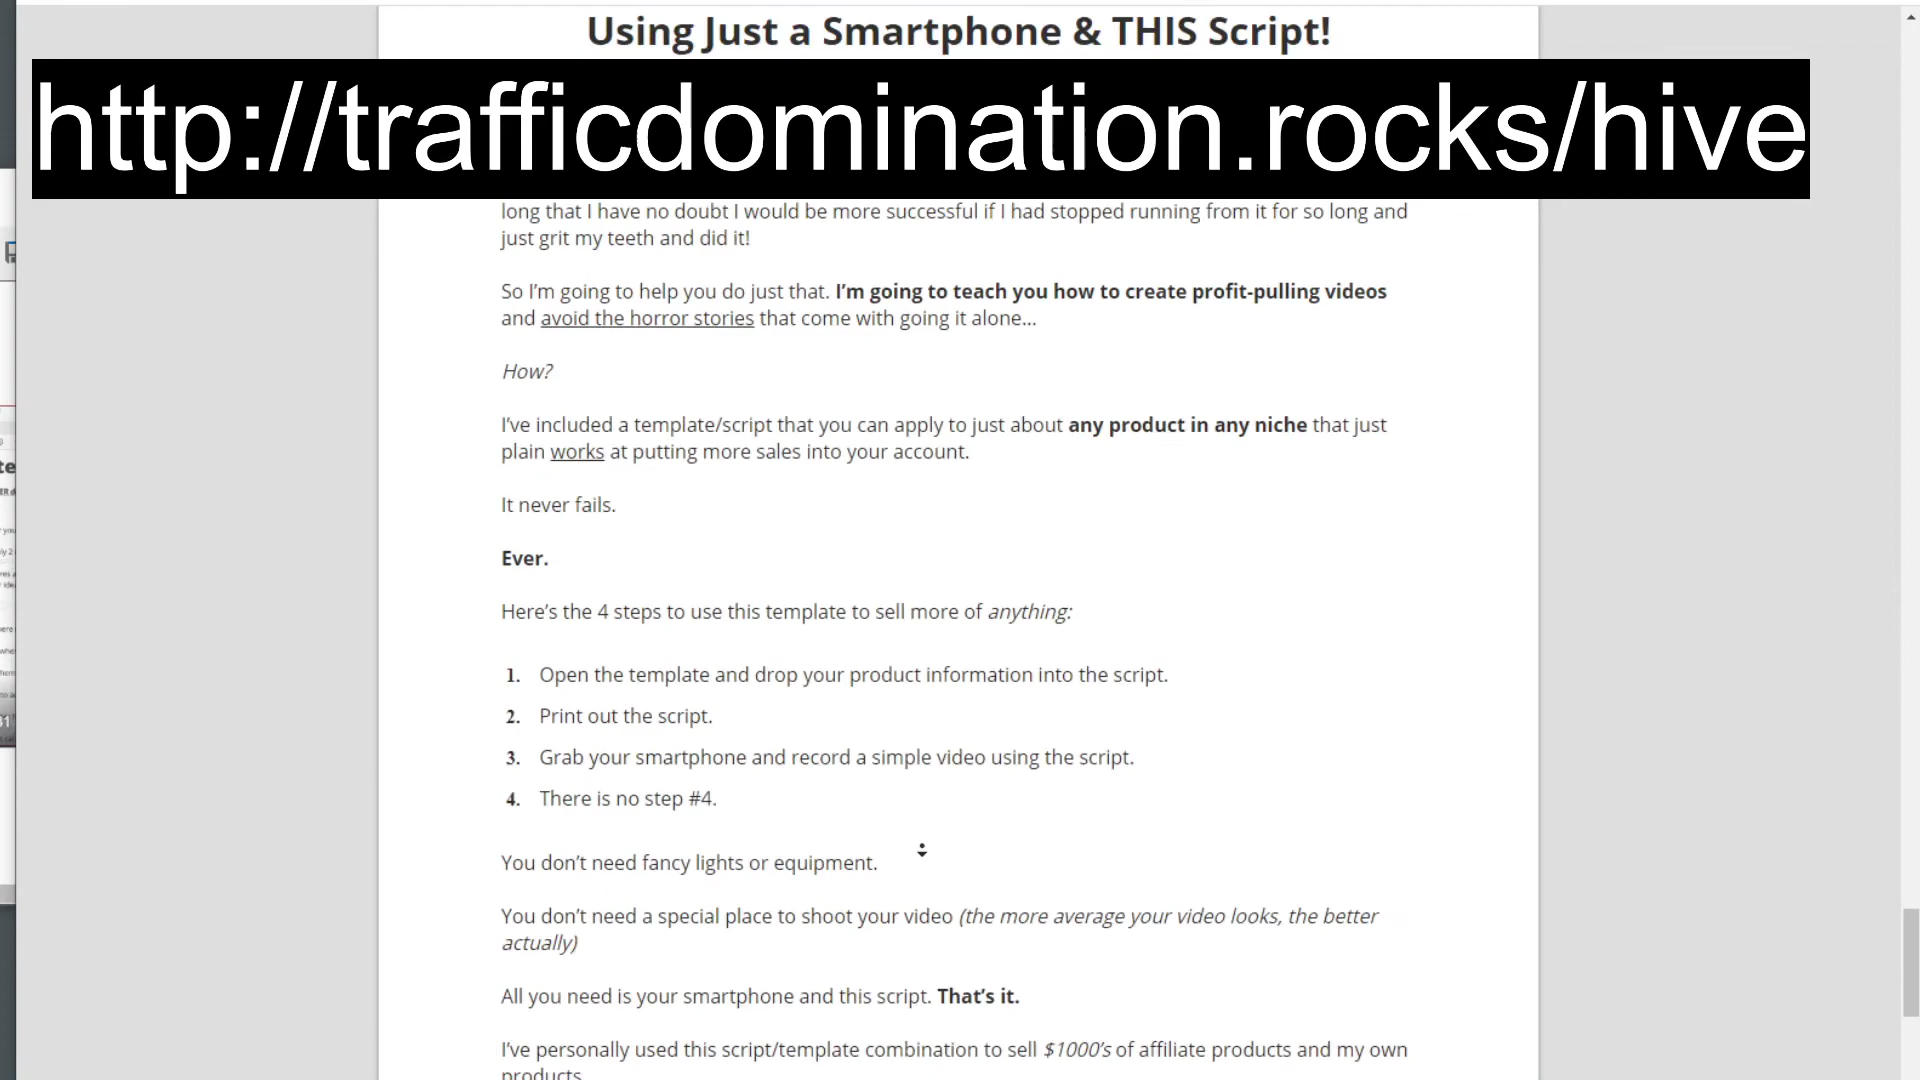 Using Just a Smartphone & THIS Script!
http://trafficdomination.rocks/hive
long that I have no doubt I would be more successful if I had stopped running from it for so long and
just grit my teeth and did it!
So I'm going to help you do just that. I'm going to teach you how to create profit-pulling videos
and avoid the horror stories that come with going it alone...
How?
I've included a template/script that you can apply to just about any product in any niche that just
plain works at putting more sales into your account.
It never fails.
Ever.
Here's the 4 steps to use this template to sell more of anything:
1. Open the template and drop your product information into the script.
2. Print out the script.
3. Grab your smartphone and record a simple video using the script.
4. There is no step #4.
You don't need fancy lights or equipment.
You don't need a special place to shoot your video (the more average your video looks, the better
actually)
All you need is your smartphone and this script. That's it.
I've personally used this script/template combination to sell $1000's of affiliate products and my own
products.